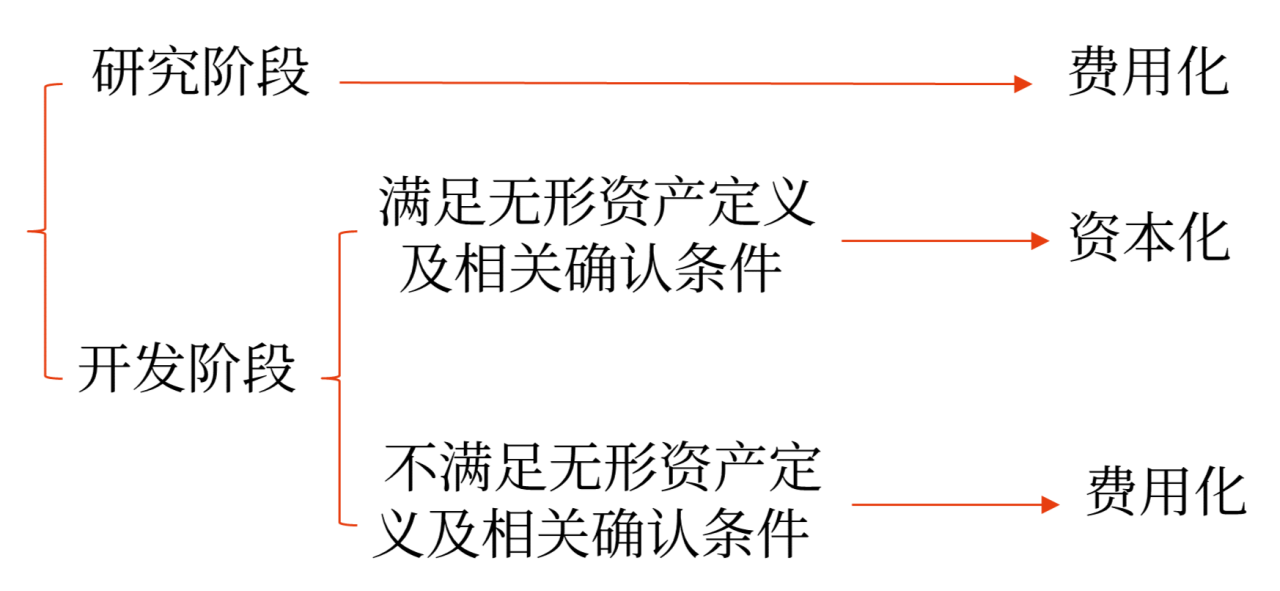 研究阶段
费用化
满足无形资产定义
及相关确认条件
资本化
开发阶段
不满足无形资产定
义及相关确认条件
费用化